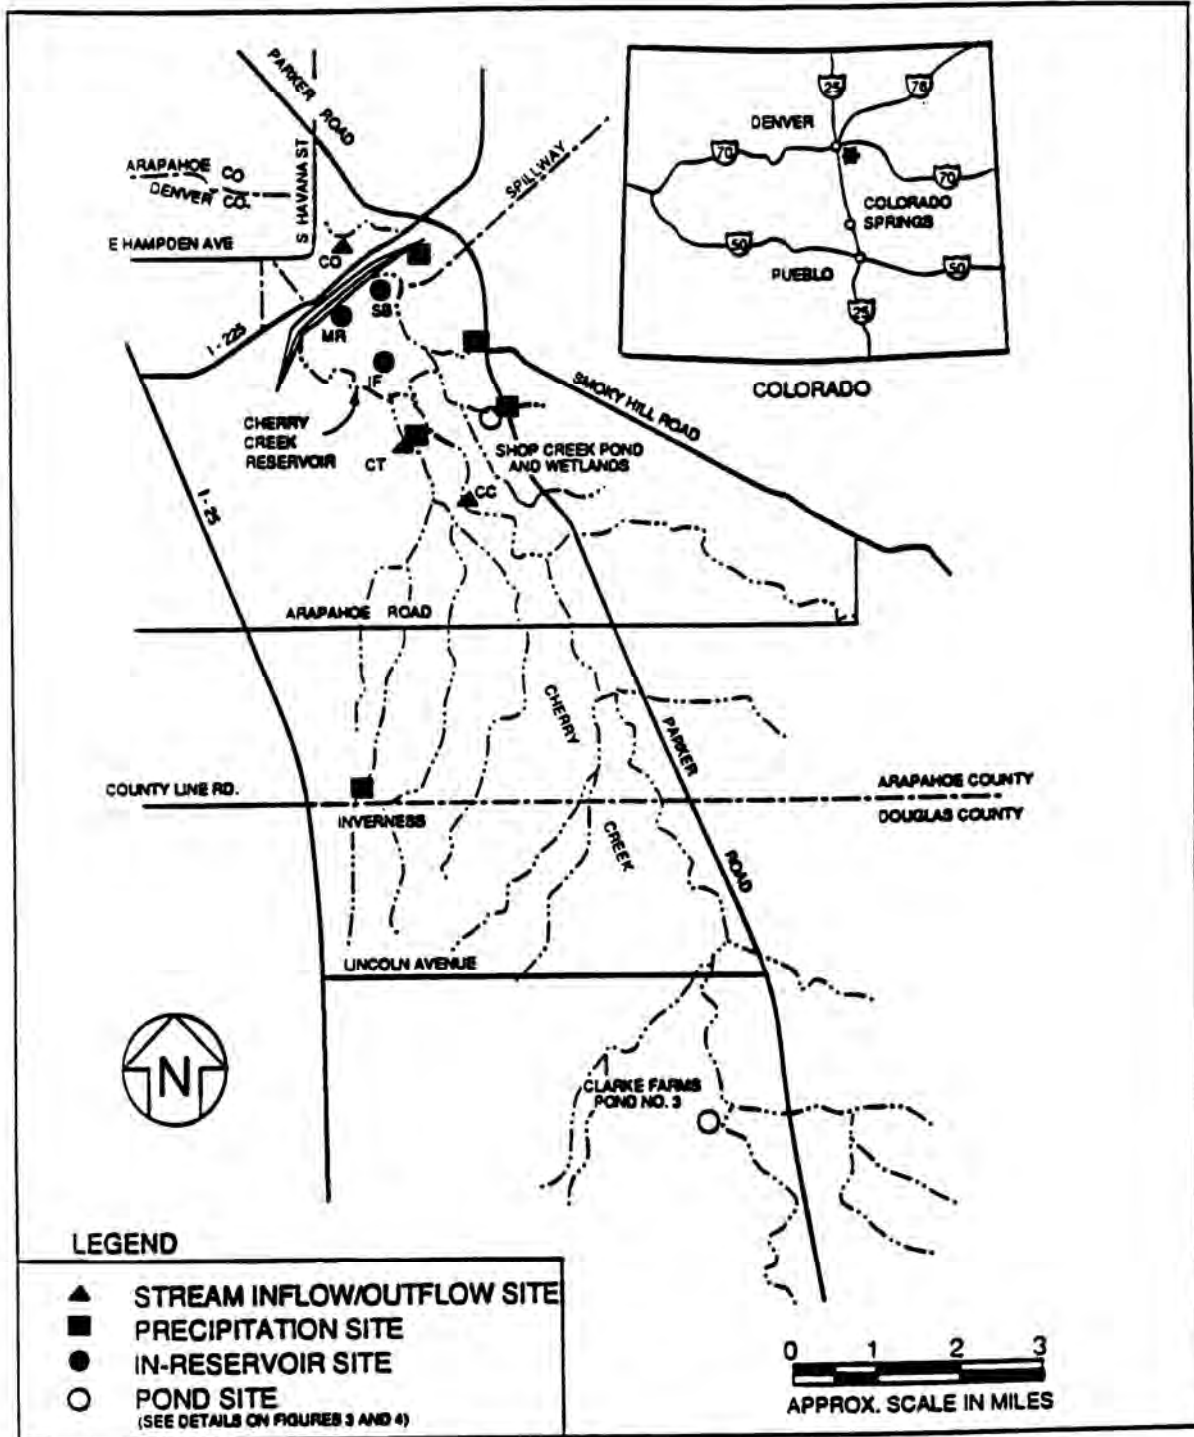 PARKER ROAD
ARAPAHOE CO
DENVER CO.
S HAVANA ST
E HAMPDEN AVE
SPILLWAY
CO
SB
MR
IF
I - 225
CHERRY
CREEK
RESERVOIR
CT
CC
SHOP CREEK POND
AND WETLANDS
SMOKY HILL ROAD
25
76
DENVER
70
70
COLORADO
SPRINGS
50
PUEBLO
50
25
COLORADO
I - 25
ARAPAHOE ROAD
CHERRY
CREEK
PARKER
ROAD
COUNTY LINE RD.
ARAPAHOE COUNTY
DOUGLAS COUNTY
INVERNESS
LINCOLN AVENUE
N
CLARKE FARMS
POND NO. 3
LEGEND
STREAM INFLOW/OUTFLOW SITE
PRECIPITATION SITE
IN-RESERVOIR SITE
POND SITE
(SEE DETAILS ON FIGURES 3 AND 4)
0 1 2 3
APPROX. SCALE IN MILES